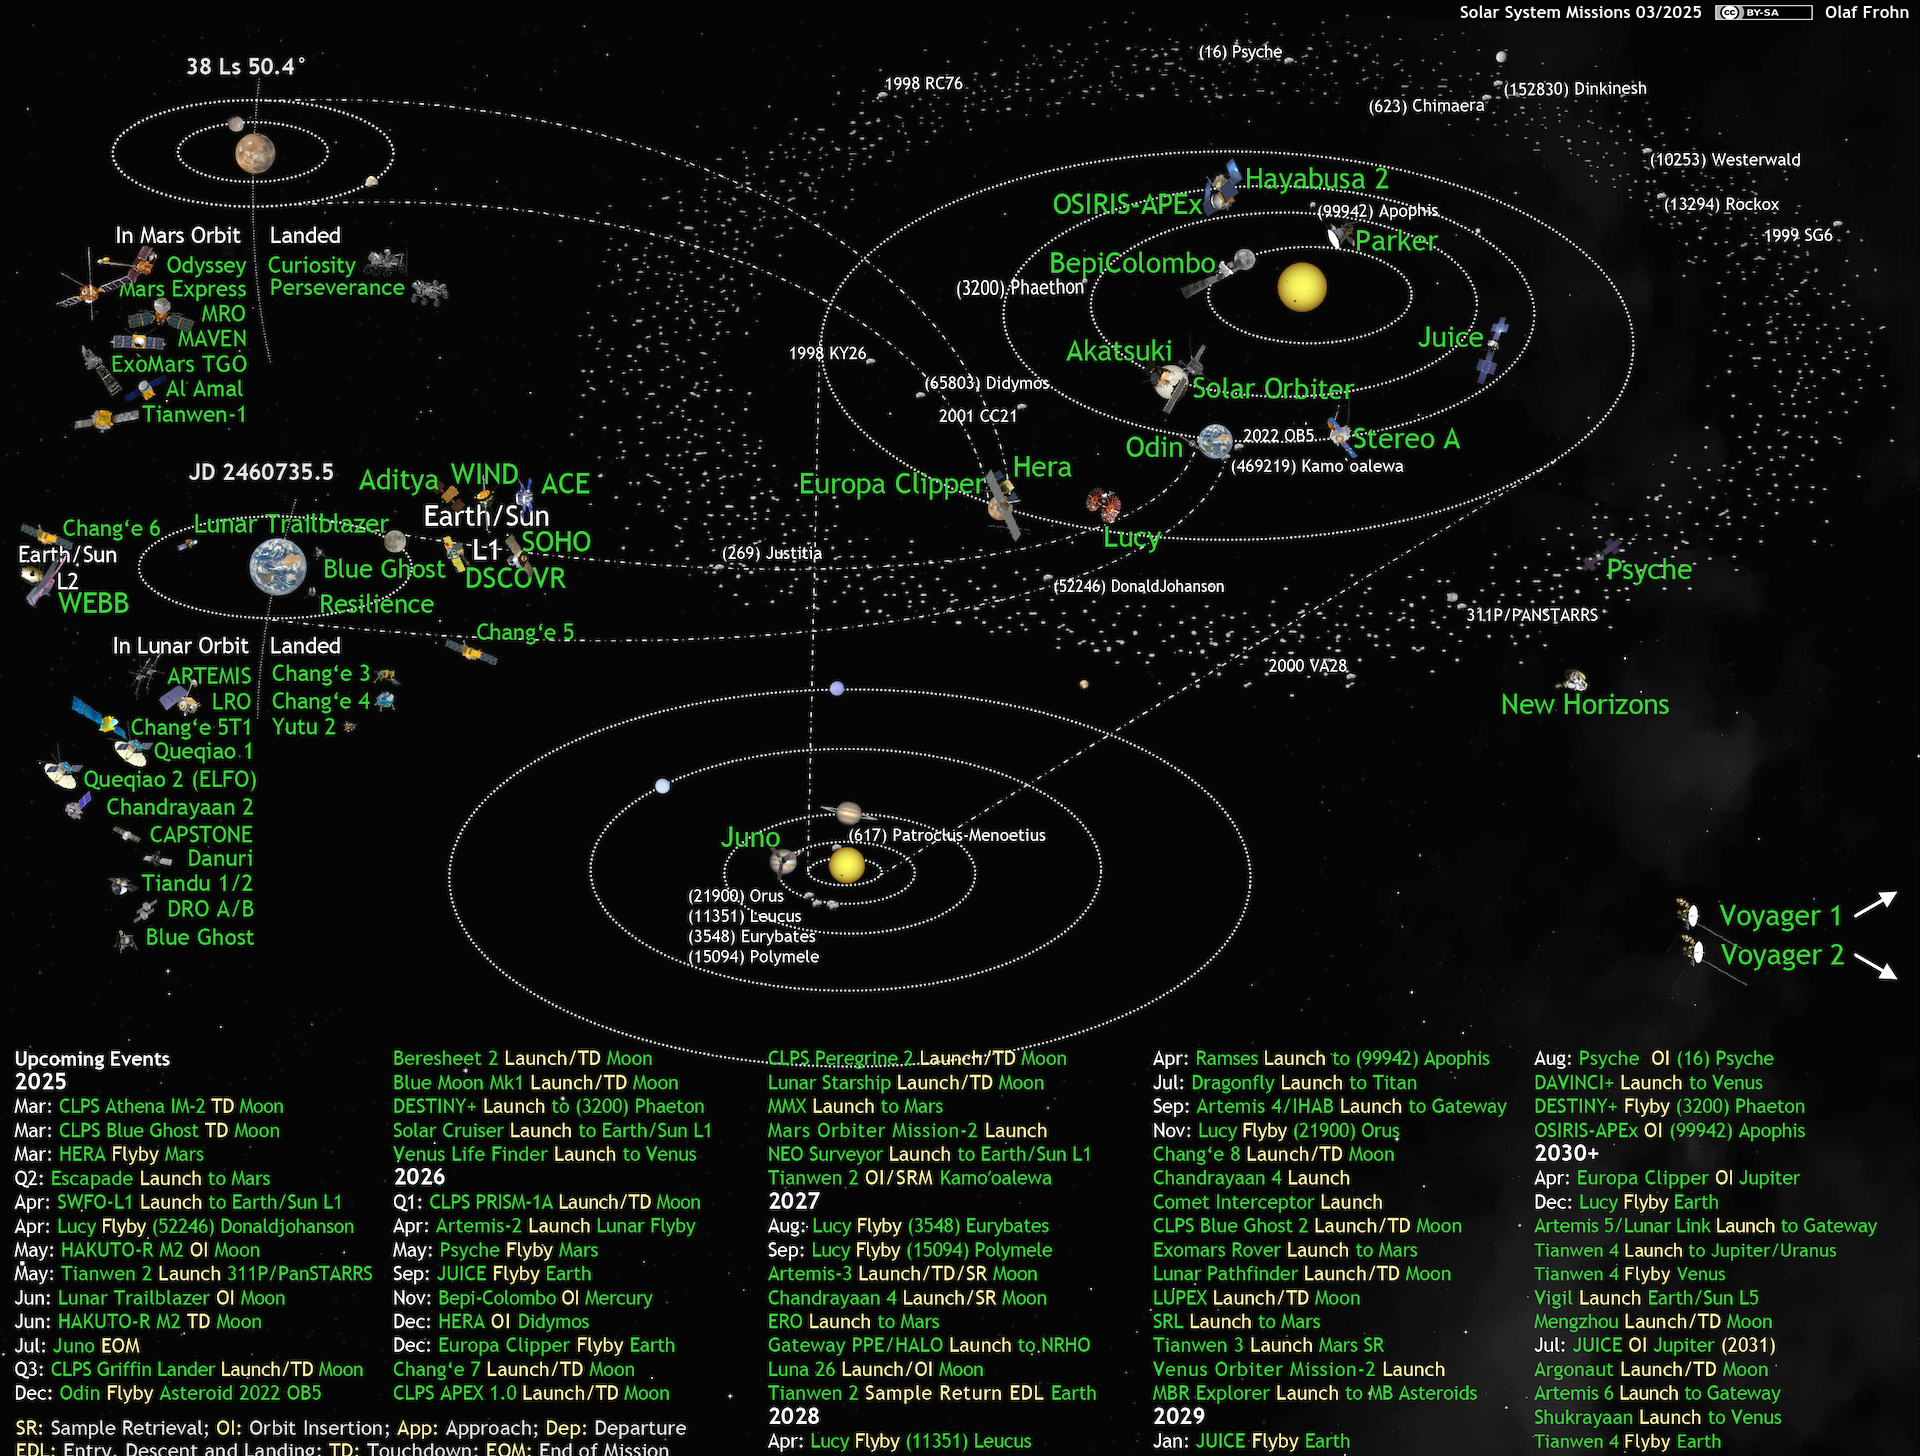 Solar System Missions 03/2025 cc BY-SA Olaf Frohn
38 Ls 50.4°
In Mars Orbit
Odyssey
Mars Express
MRO
MAVEN
ExoMars TGO
Al Amal
Tianwen-1
Landed
Curiosity
Perseverance
(16) Psyche
1998 RC76
(152830) Dinkinesh
(623) Chimaera
(10253) Westerwald
(13294) Rockox
1999 SG6
Hayabusa 2
OSIRIS-APEx
(99942) Apophis
Parker
BepiColombo
(3200) Phaethon
Juice
Akatsuki
1998 KY26
(65803) Didymos
Solar Orbiter
2001 CC21
Odin
2022 OB5
Stereo A
(469219) Kamo oalewa
Hera
Europa Clipper
Lucy
JD 2460735.5
Aditya
WIND
ACE
Earth/Sun
L1
SOHO
DSCOVR
Chang‘e 6
Lunar Trailblazer
Earth/Sun
L2
WEBB
Blue Ghost
Resilience
Chang‘e 5
(269) Justitia
(52246) DonaldJohanson
Psyche
311P/PANSTARRS
2000 VA28
New Horizons
In Lunar Orbit
ARTEMIS
LRO
Chang‘e 5T1
Queqiao 1
Queqiao 2 (ELFO)
Chandrayaan 2
CAPSTONE
Danuri
Tiandu 1/2
DRO A/B
Blue Ghost
Landed
Chang‘e 3
Chang‘e 4
Yutu 2
Juno
(617) Patroclus-Menoetius
(21900) Orus
(11351) Leucus
(3548) Eurybates
(15094) Polymele
Voyager 1
Voyager 2
Upcoming Events
2025
Mar: CLPS Athena IM-2 TD Moon
Mar: CLPS Blue Ghost TD Moon
Mar: HERA Flyby Mars
Q2: Escapade Launch to Mars
Apr: SWFO-L1 Launch to Earth/Sun L1
Apr: Lucy Flyby (52246) Donaldjohanson
May: HAKUTO-R M2 OI Moon
May: Tianwen 2 Launch 311P/PanSTARRS
Jun: Lunar Trailblazer OI Moon
Jun: HAKUTO-R M2 TD Moon
Jul: Juno EOM
Q3: CLPS Griffin Lander Launch/TD Moon
Dec: Odin Flyby Asteroid 2022 OB5
SR: Sample Retrieval; OI: Orbit Insertion; App: Approach; Dep: Departure
EDL: Entry, Descent and Landing; TD: Touchdown; EOM: End of Mission
Beresheet 2 Launch/TD Moon
Blue Moon Mk1 Launch/TD Moon
DESTINY+ Launch to (3200) Phaeton
Solar Cruiser Launch to Earth/Sun L1
Venus Life Finder Launch to Venus
2026
Q1: CLPS PRISM-1A Launch/TD Moon
Apr: Artemis-2 Launch Lunar Flyby
May: Psyche Flyby Mars
Sep: JUICE Flyby Earth
Nov: Bepi-Colombo OI Mercury
Dec: HERA OI Didymos
Dec: Europa Clipper Flyby Earth
Chang‘e 7 Launch/TD Moon
CLPS APEX 1.0 Launch/TD Moon
CLPS Peregrine 2 Launch/TD Moon
Lunar Starship Launch/TD Moon
MMX Launch to Mars
Mars Orbiter Mission-2 Launch
NEO Surveyor Launch to Earth/Sun L1
Tianwen 2 OI/SRM Kamo‘oalewa
2027
Aug: Lucy Flyby (3548) Eurybates
Sep: Lucy Flyby (15094) Polymele
Artemis-3 Launch/TD/SR Moon
Chandrayaan 4 Launch/SR Moon
ERO Launch to Mars
Gateway PPE/HALO Launch to NRHO
Luna 26 Launch/OI Moon
Tianwen 2 Sample Return EDL Earth
2028
Apr: Lucy Flyby (11351) Leucus
Apr: Ramses Launch to (99942) Apophis
Jul: Dragonfly Launch to Titan
Sep: Artemis 4/IHAB Launch to Gateway
Nov: Lucy Flyby (21900) Orus
Chang‘e 8 Launch/TD Moon
Chandrayaan 4 Launch
Comet Interceptor Launch
CLPS Blue Ghost 2 Launch/TD Moon
Exomars Rover Launch to Mars
Lunar Pathfinder Launch/TD Moon
LUPEX Launch/TD Moon
SRL Launch to Mars
Tianwen 3 Launch Mars SR
Venus Orbiter Mission-2 Launch
MBR Explorer Launch to MB Asteroids
2029
Jan: JUICE Flyby Earth
Aug: Psyche OI (16) Psyche
DAVINCI+ Launch to Venus
DESTINY+ Flyby (3200) Phaeton
OSIRIS-APEx OI (99942) Apophis
2030+
Apr: Europa Clipper OI Jupiter
Dec: Lucy Flyby Earth
Artemis 5/Lunar Link Launch to Gateway
Tianwen 4 Launch to Jupiter/Uranus
Tianwen 4 Flyby Venus
Vigil Launch Earth/Sun L5
Mengzhou Launch/TD Moon
Jul: JUICE OI Jupiter (2031)
Argonaut Launch/TD Moon
Artemis 6 Launch to Gateway
Shukrayaan Launch to Venus
Tianwen 4 Flyby Earth